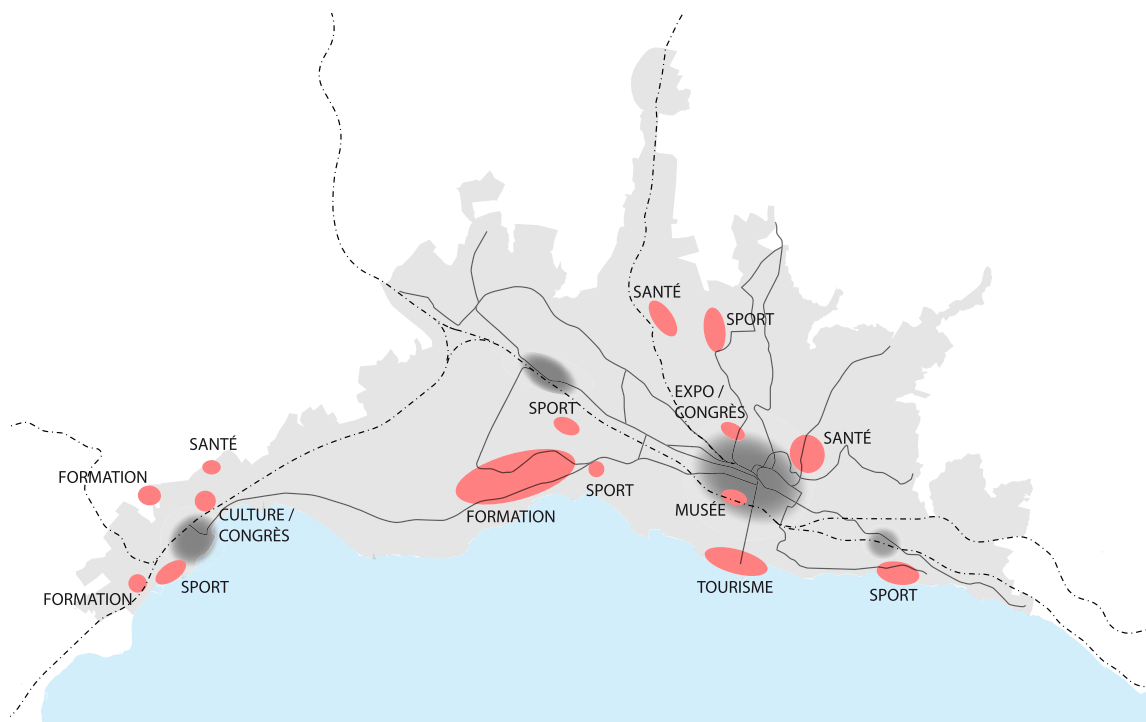 SANTÉ
SPORT
EXPO /
CONGRÈS
SPORT
SANTÉ
SANTÉ
FORMATION
SPORT
MUSÉE
CULTURE /
CONGRÈS
FORMATION
SPORT
TOURISME
FORMATION
SPORT